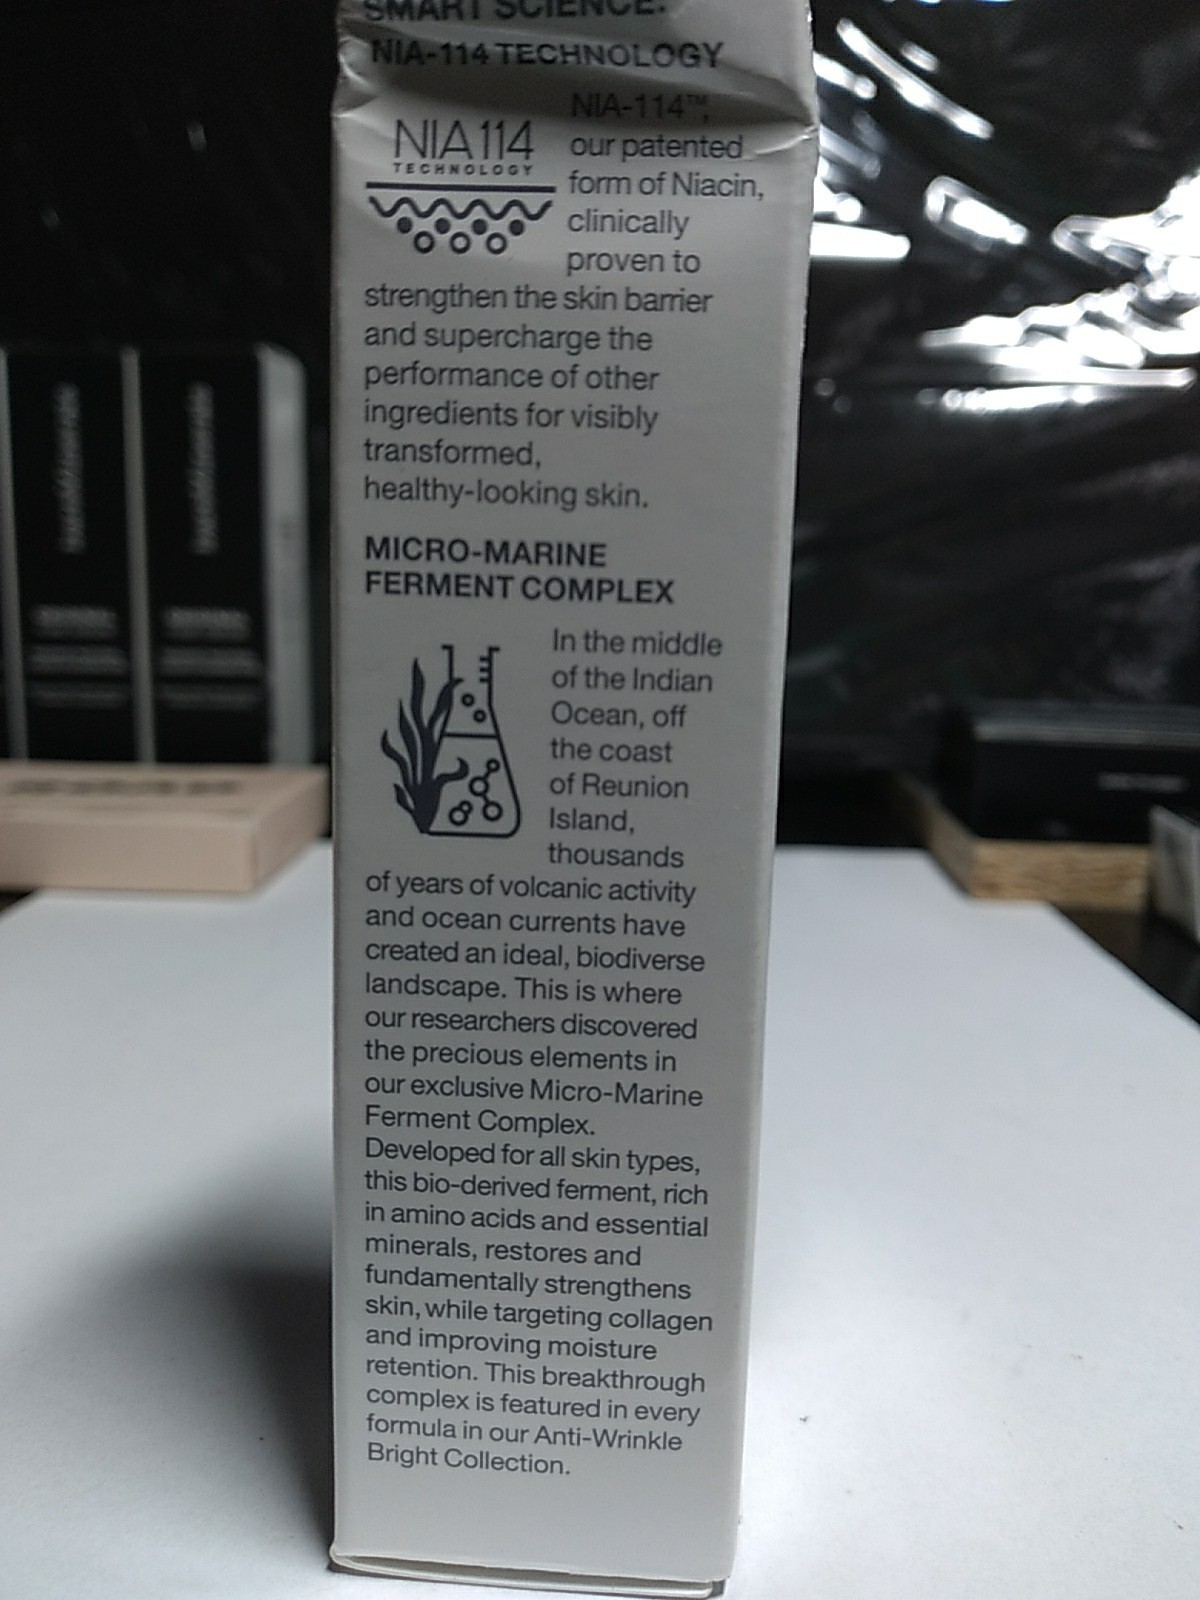 SMART SCIENCE.
NIA-114 TECHNOLOGY
NIA114
TECHNOLOGY
NIA-114™,
our patented
form of Niacin,
clinically
proven to
strengthen the skin barrier
and supercharge the
performance of other
ingredients for visibly
transformed,
healthy-looking skin.
MICRO-MARINE
FERMENT COMPLEX
In the middle
of the Indian
Ocean, off
the coast
of Reunion
Island,
thousands
of years of volcanic activity
and ocean currents have
created an ideal, biodiverse
landscape. This is where
our researchers discovered
the precious elements in
our exclusive Micro-Marine
Ferment Complex.
Developed for all skin types,
this bio-derived ferment, rich
in amino acids and essential
minerals, restores and
fundamentally strengthens
skin, while targeting collagen
and improving moisture
retention. This breakthrough
complex is featured in every
formula in our Anti-Wrinkle
Bright Collection.